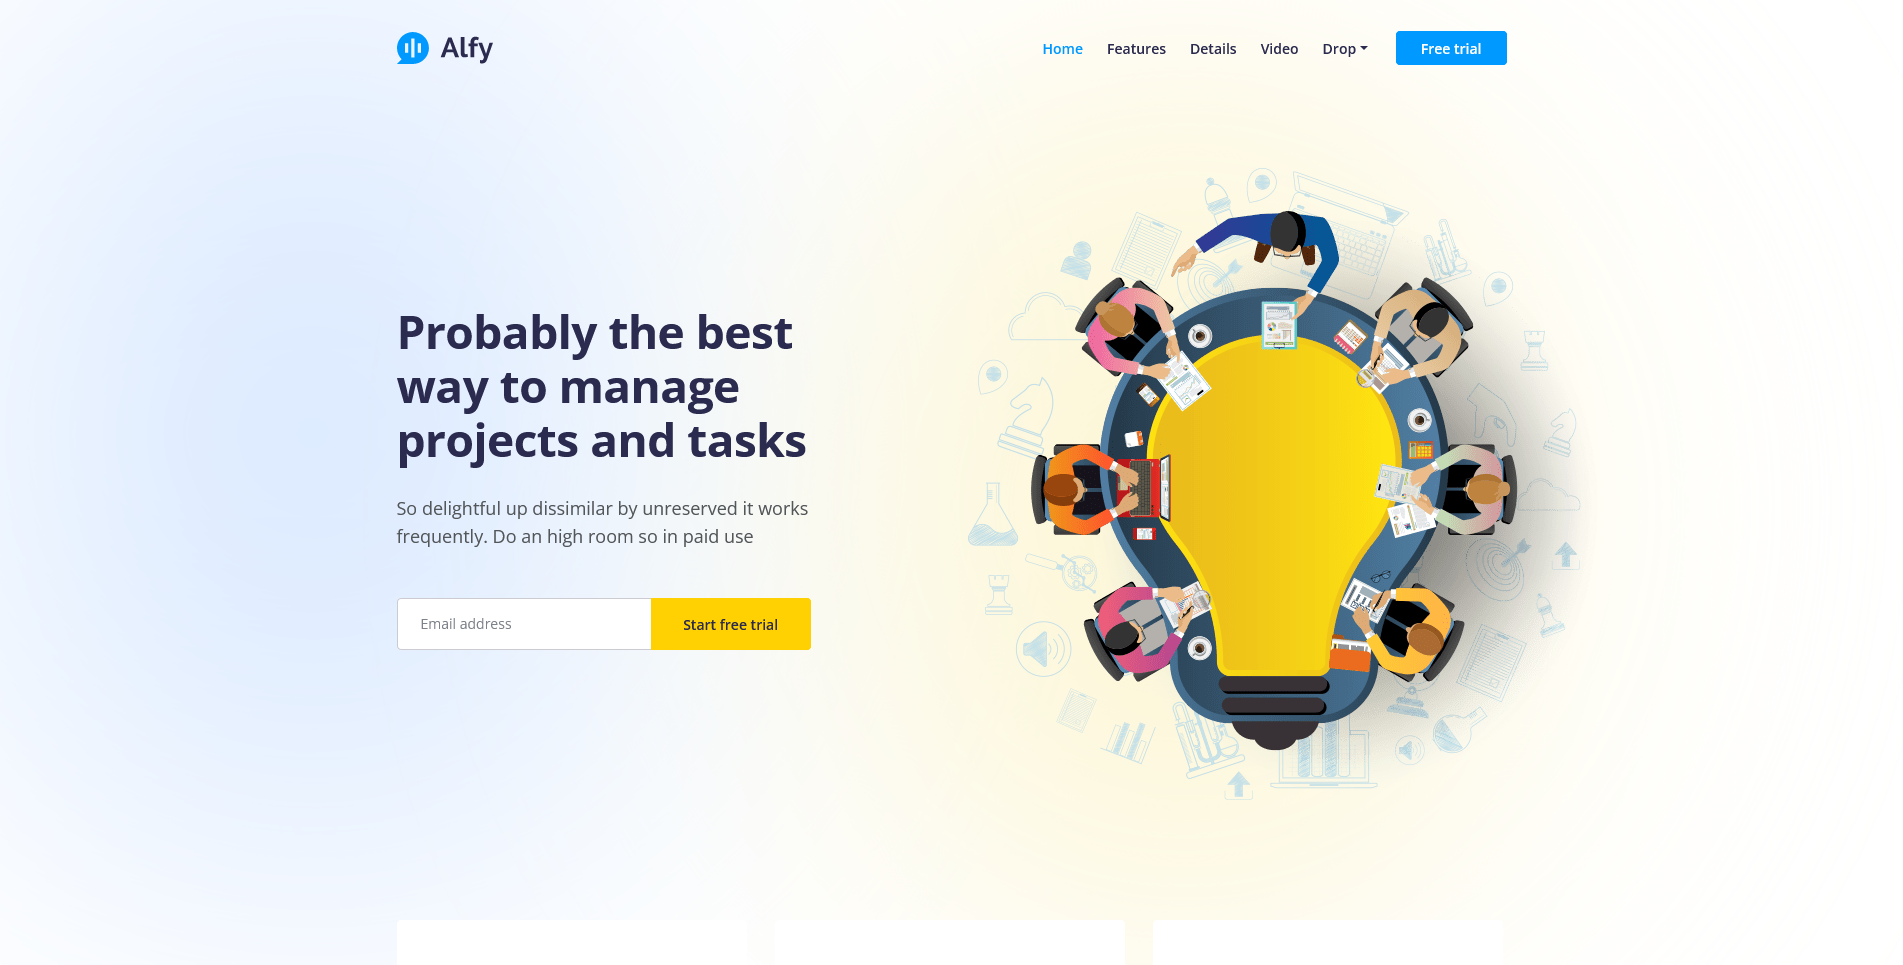 Alfy
Home Features Details Video Drop Free trial
Probably the best
way to manage
projects and tasks
So delightful up dissimilar by unreserved it works
frequently. Do an high room so in paid use
Email address Start free trial